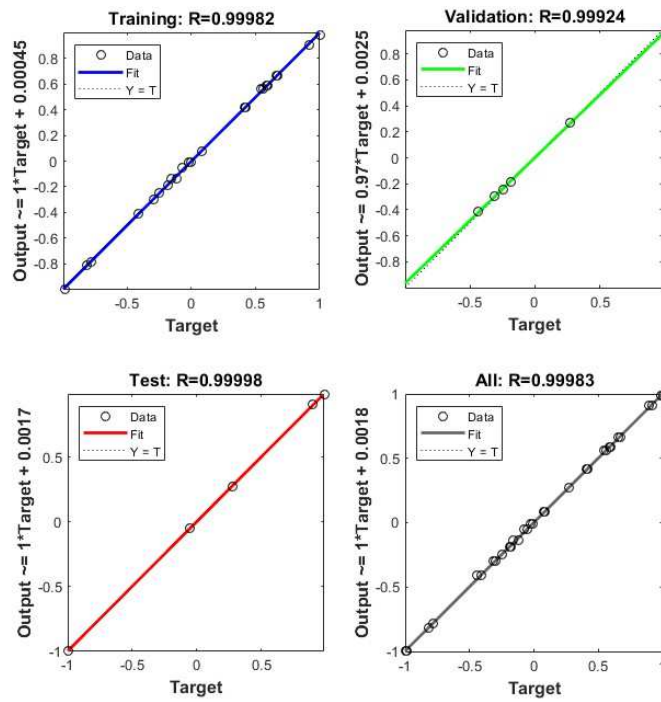 Training: R=0.99982
Output ~= 1*Target + 0.00045
Data
Fit
Y = T
0.8
0.6
0.4
0.2
0
-0.2
-0.4
-0.6
-0.8
-0.5
0
0.5
1
Target
Validation: R=0.99924
Output ~= 0.97*Target + 0.0025
Data
Fit
Y = T
0.8
0.6
0.4
0.2
0
-0.2
-0.4
-0.6
-0.8
-0.5
0
0.5
Target
Test: R=0.99998
Output ~= 1*Target + 0.0017
Data
Fit
Y = T
0.5
0
-0.5
-1
-1
-0.5
0
0.5
Target
All: R=0.99983
Output ~= 1*Target + 0.0018
Data
Fit
Y = T
1
0.5
0
-0.5
-1
-1
-0.5
0
0.5
1
Target